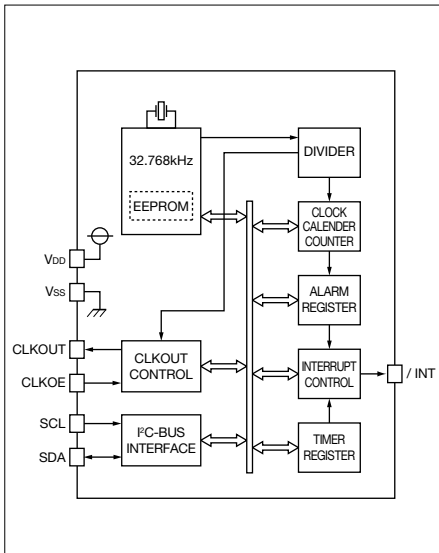 32.768kHz
EEPROM
DIVIDER
CLOCK
CALENDER
COUNTER
VDD
VSS
ALARM
REGISTER
CLKOUT
CLKOE
CLKOUT
CONTROL
INTERRUPT
CONTROL
/ INT
SCL
SDA
I²C-BUS
INTERFACE
TIMER
REGISTER